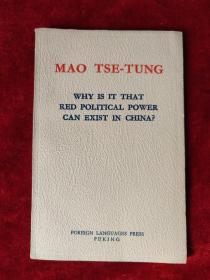 MAO TSE-TUNG
WHY IS IT THAT
RED POLITICAL POWER
CAN EXIST IN CHINA?
FOREIGN LANGUAGES PRESS
PEKING